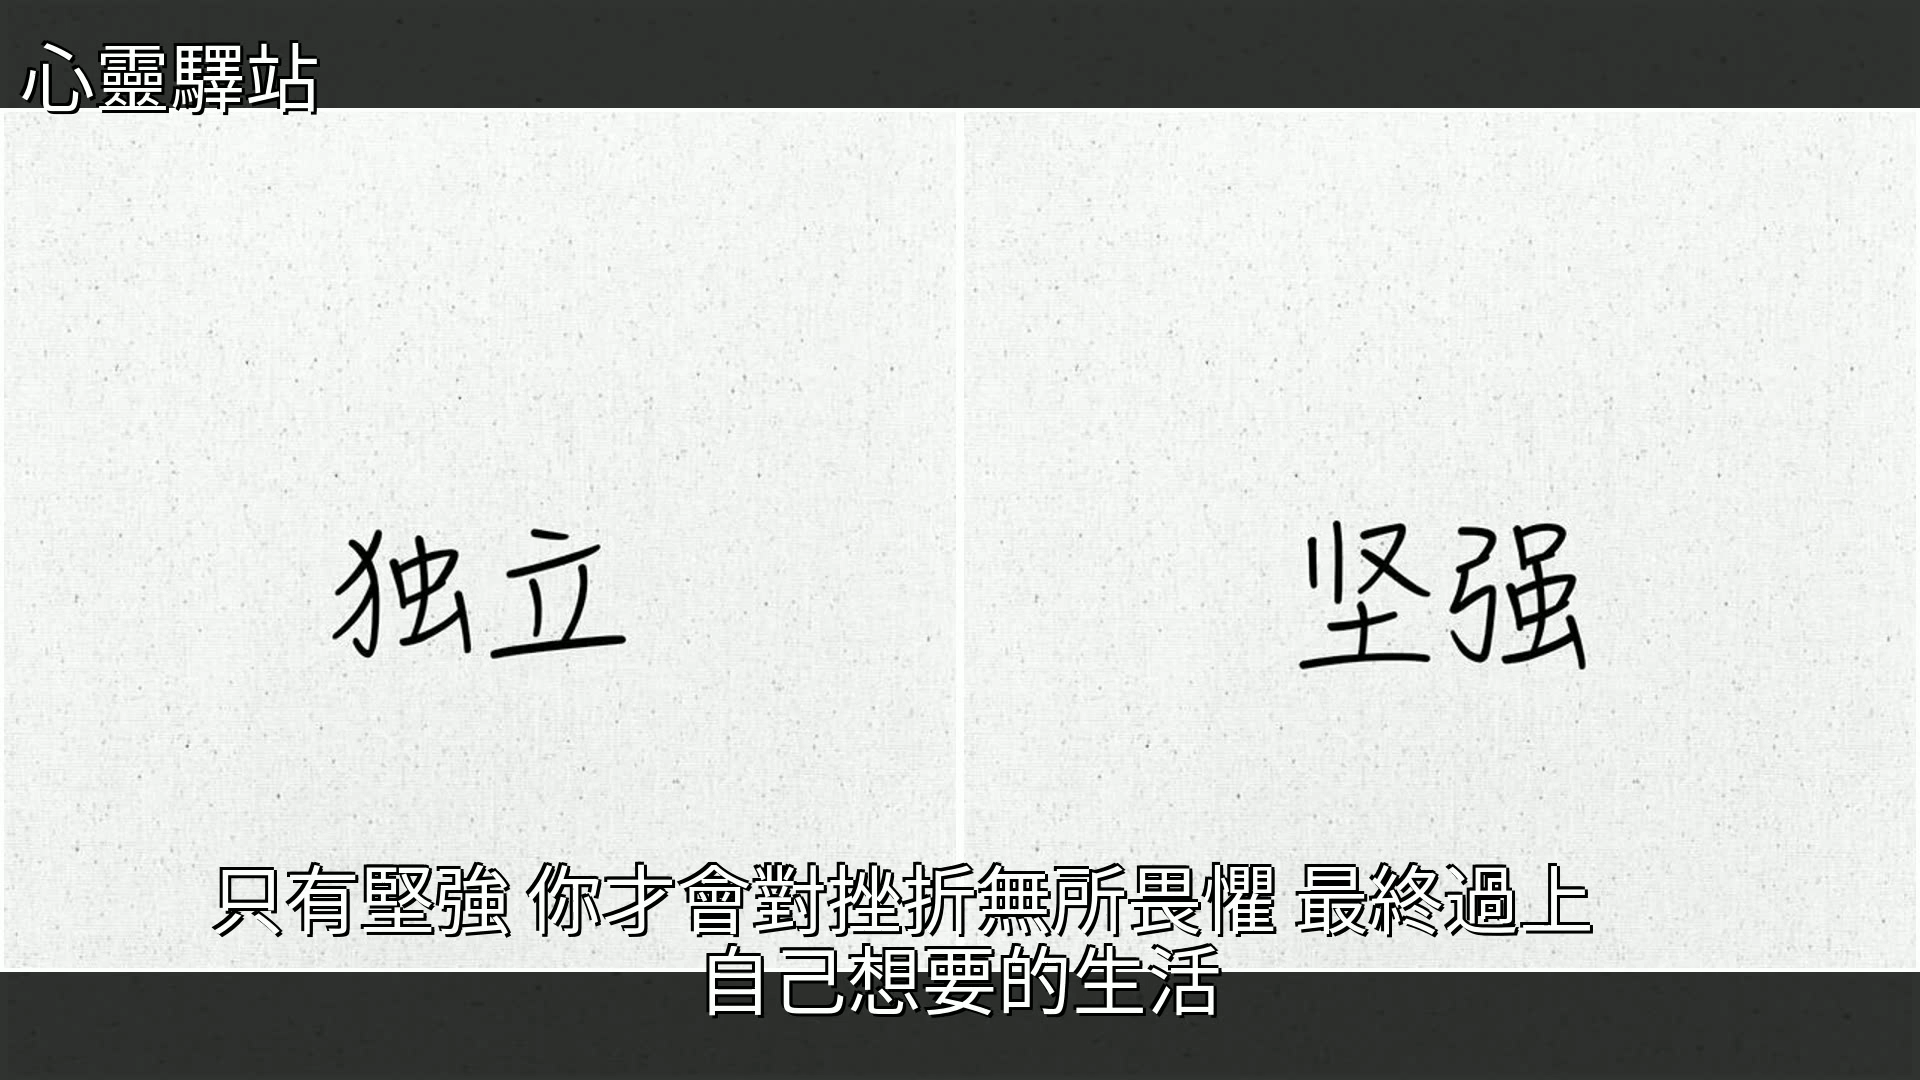 心靈驛站
独立
坚强
只有堅強 你才會對挫折無所畏懼 最終過上
自己想要的生活